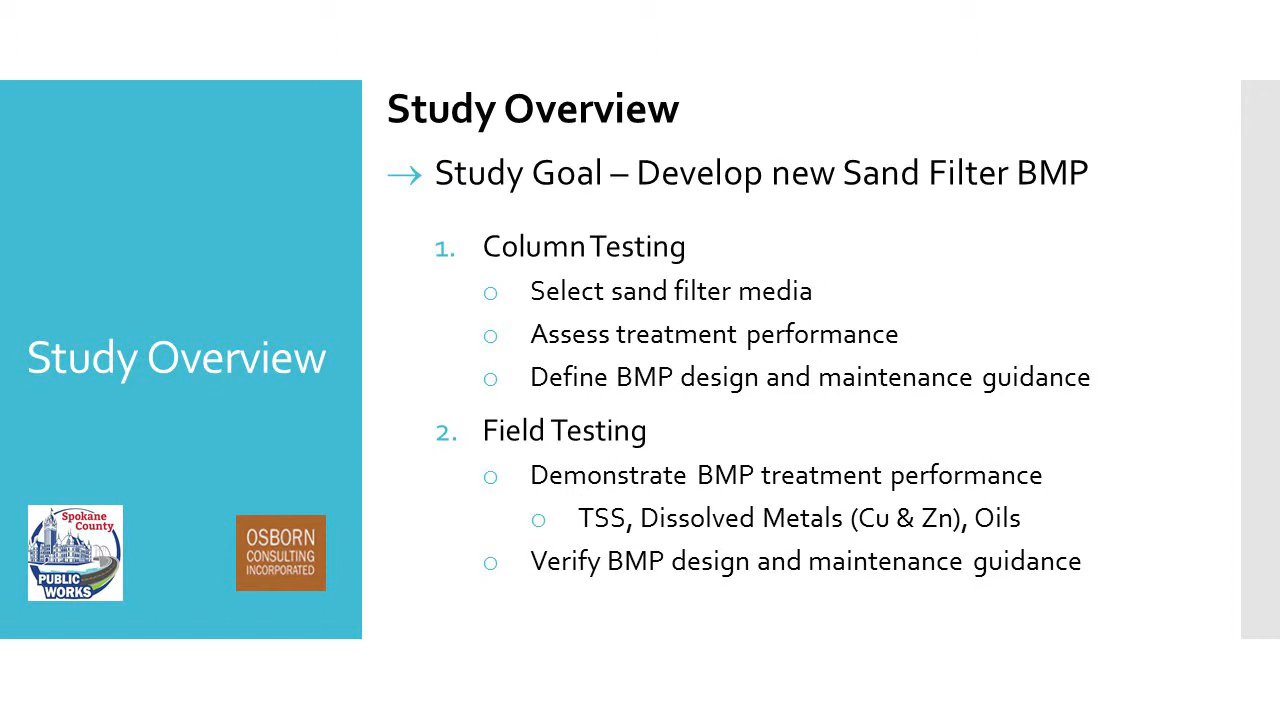 Study Overview
→ Study Goal – Develop new Sand Filter BMP
1. Column Testing
o Select sand filter media
o Assess treatment performance
o Define BMP design and maintenance guidance
2. Field Testing
o Demonstrate BMP treatment performance
o TSS, Dissolved Metals (Cu & Zn), Oils
o Verify BMP design and maintenance guidance
Study Overview
Spokane
County
PUBLIC
WORKS
OSBORN
CONSULTING
INCORPORATED